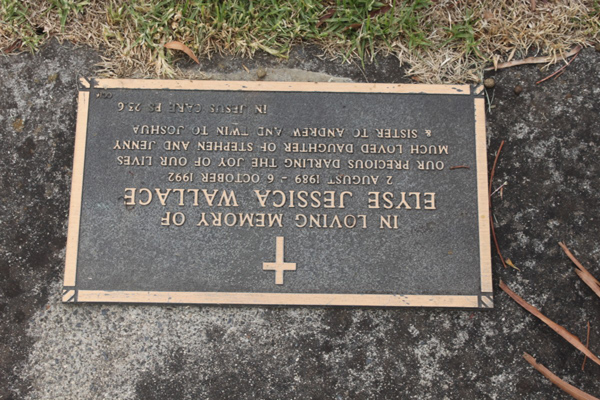 IN LOVING MEMORY OF
ELYSE JESSICA WALLACE
2 AUGUST 1989 - 6 OCTOBER 1992
OUR PRECIOUS DARLING THE JOY OF OUR LIVES
MUCH LOVED DAUGHTER OF STEPHEN AND JENNY
& SISTER TO ANDREW AND TWIN TO JOSHUA
IN JESUS CARE PS 23:6